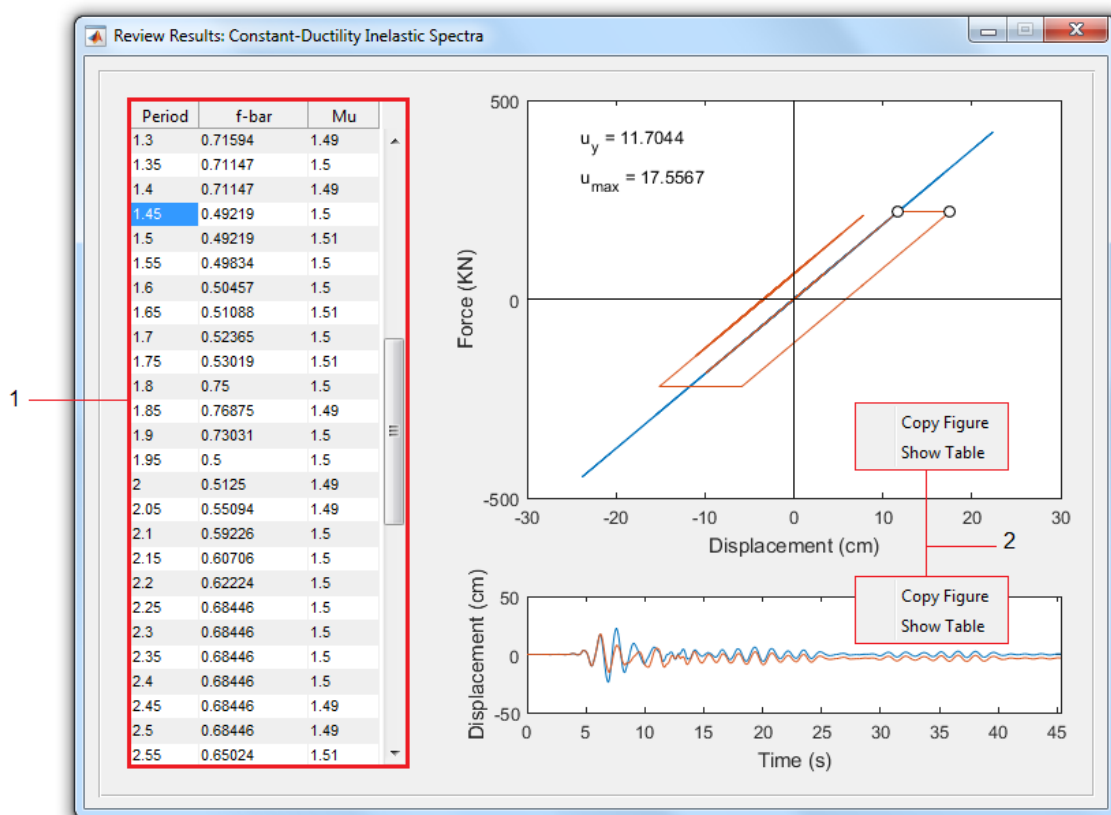 Review Results: Constant-Ductility Inelastic Spectra
Period f-bar Mu
1.3 0.71594 1.49
1.35 0.71147 1.5
1.4 0.71147 1.49
1.45 0.49219 1.5
1.5 0.49219 1.51
1.55 0.49834 1.5
1.6 0.50457 1.5
1.65 0.51088 1.51
1.7 0.52365 1.5
1.75 0.53019 1.51
1.8 0.75 1.5
1.85 0.76875 1.49
1.9 0.73031 1.5
1.95 0.5 1.5
2 0.5125 1.49
2.05 0.55094 1.49
2.1 0.59226 1.5
2.15 0.60706 1.5
2.2 0.62224 1.5
2.25 0.68446 1.5
2.3 0.68446 1.5
2.35 0.68446 1.5
2.4 0.68446 1.5
2.45 0.68446 1.49
2.5 0.68446 1.49
2.55 0.65024 1.51
1
500
0
-500
Force (KN)
u_y = 11.7044
u_max = 17.5567
-30 -20 -10 0 10 20 30
Displacement (cm)
Copy Figure
Show Table
2
Copy Figure
Show Table
50
0
-50
Displacement (cm)
0 5 10 15 20 25 30 35 40 45
Time (s)